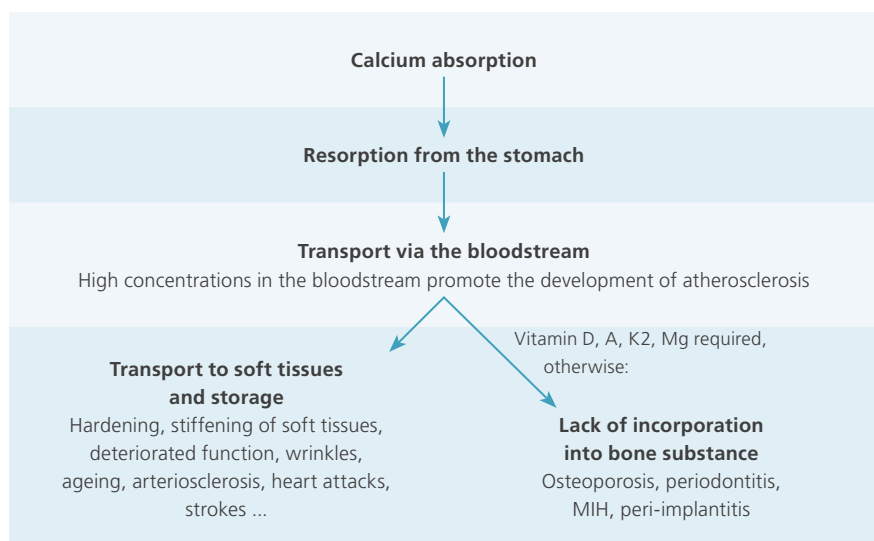 Calcium absorption
Resorption from the stomach
Transport via the bloodstream
High concentrations in the bloodstream promote the development of atherosclerosis
Vitamin D, A, K2, Mg required,
otherwise:
Transport to soft tissues
and storage
Hardening, stiffening of soft tissues,
deteriorated function, wrinkles,
ageing, arteriosclerosis, heart attacks,
strokes ...
Lack of incorporation
into bone substance
Osteoporosis, periodontitis,
MIH, peri-implantitis